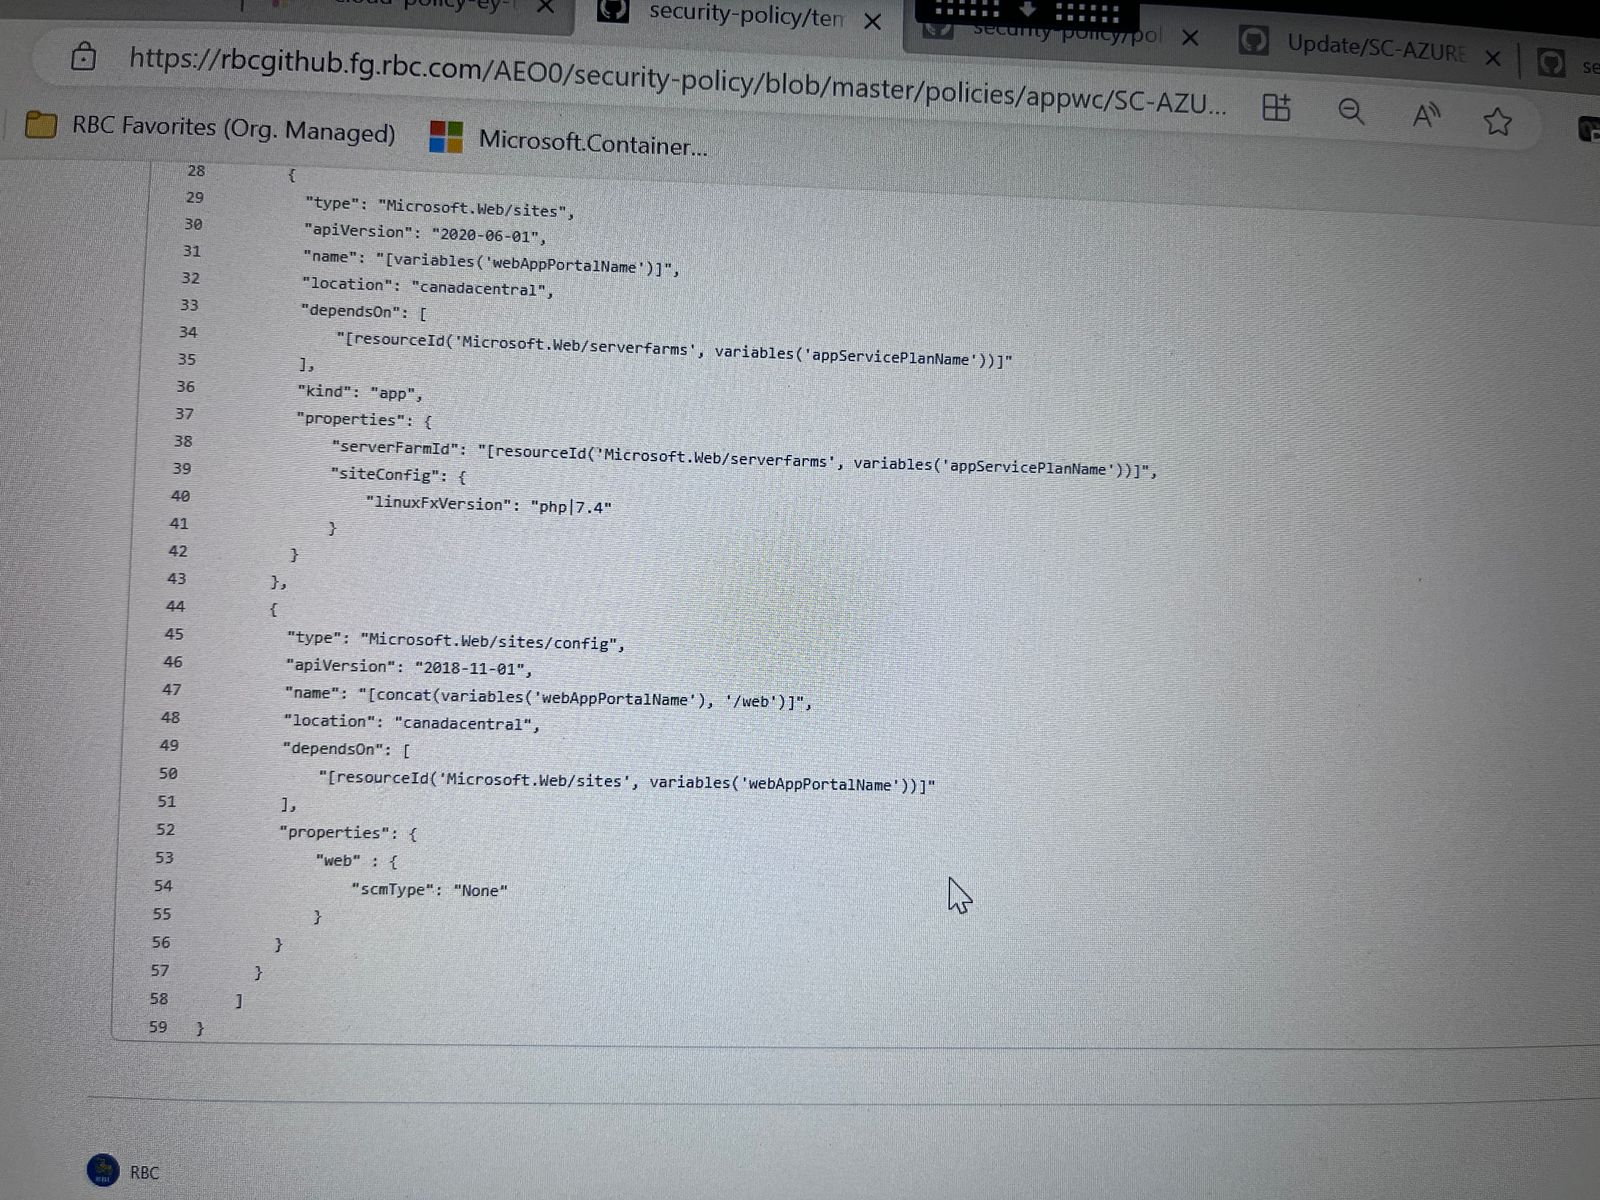 security-policy/ten
security-policy/pol
Update/SC-AZURE
se
https://rbcgithub.fg.rbc.com/AEO0/security-policy/blob/master/policies/appwc/SC-AZU...
RBC Favorites (Org. Managed)
Microsoft.Container...
28 {
29 "type": "Microsoft.Web/sites",
30 "apiVersion": "2020-06-01",
31 "name": "[variables('webAppPortalName')]",
32 "location": "canadacentral",
33 "dependsOn": [
34 "[resourceId('Microsoft.Web/serverfarms', variables('appServicePlanName'))]"
35 ],
36 "kind": "app",
37 "properties": {
38 "serverFarmId": "[resourceId('Microsoft.Web/serverfarms', variables('appServicePlanName'))]",
39 "siteConfig": {
40 "linuxFxVersion": "php|7.4"
41 }
42 }
43 },
44 {
45 "type": "Microsoft.Web/sites/config",
46 "apiVersion": "2018-11-01",
47 "name": "[concat(variables('webAppPortalName'), '/web')]",
48 "location": "canadacentral",
49 "dependsOn": [
50 "[resourceId('Microsoft.Web/sites', variables('webAppPortalName'))]"
51 ],
52 "properties": {
53 "web" : {
54 "scmType": "None"
55 }
56 }
57 }
58 ]
59 }
RBC